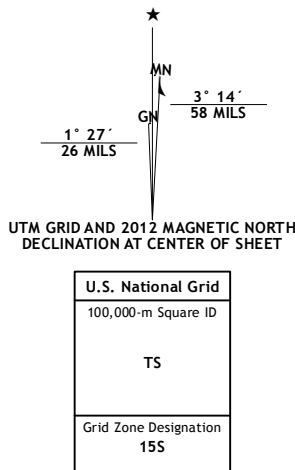 MN
GN
3° 14´
58 MILS
1° 27´
26 MILS
UTM GRID AND 2012 MAGNETIC NORTH
DECLINATION AT CENTER OF SHEET
U.S. National Grid
100,000-m Square ID
TS
Grid Zone Designation
15S